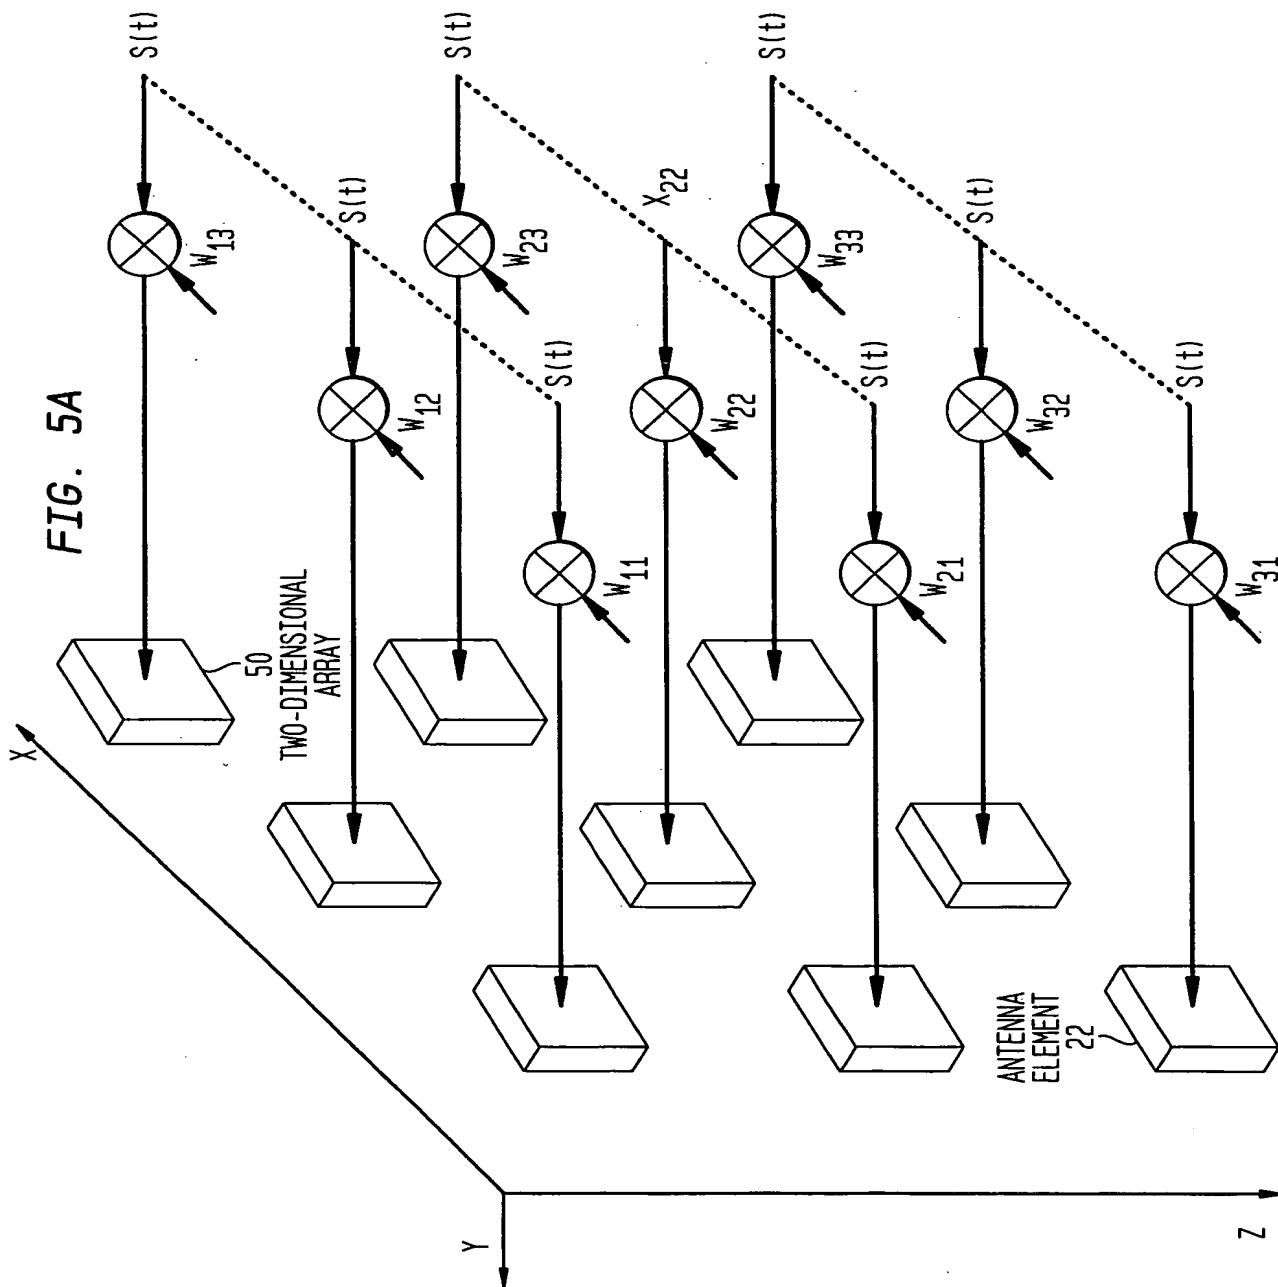 FIG. 5A
S(t)
W13
S(t)
W12
S(t)
W11
50
TWO-DIMENSIONAL
ARRAY
X
S(t)
W23
X22
W22
S(t)
W21
S(t)
W33
S(t)
W32
S(t)
W31
ANTENNA
ELEMENT
22
Y
Z